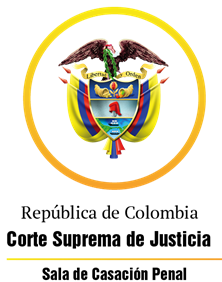 Libertad y Orden
República de Colombia
Corte Suprema de Justicia
Sala de Casación Penal